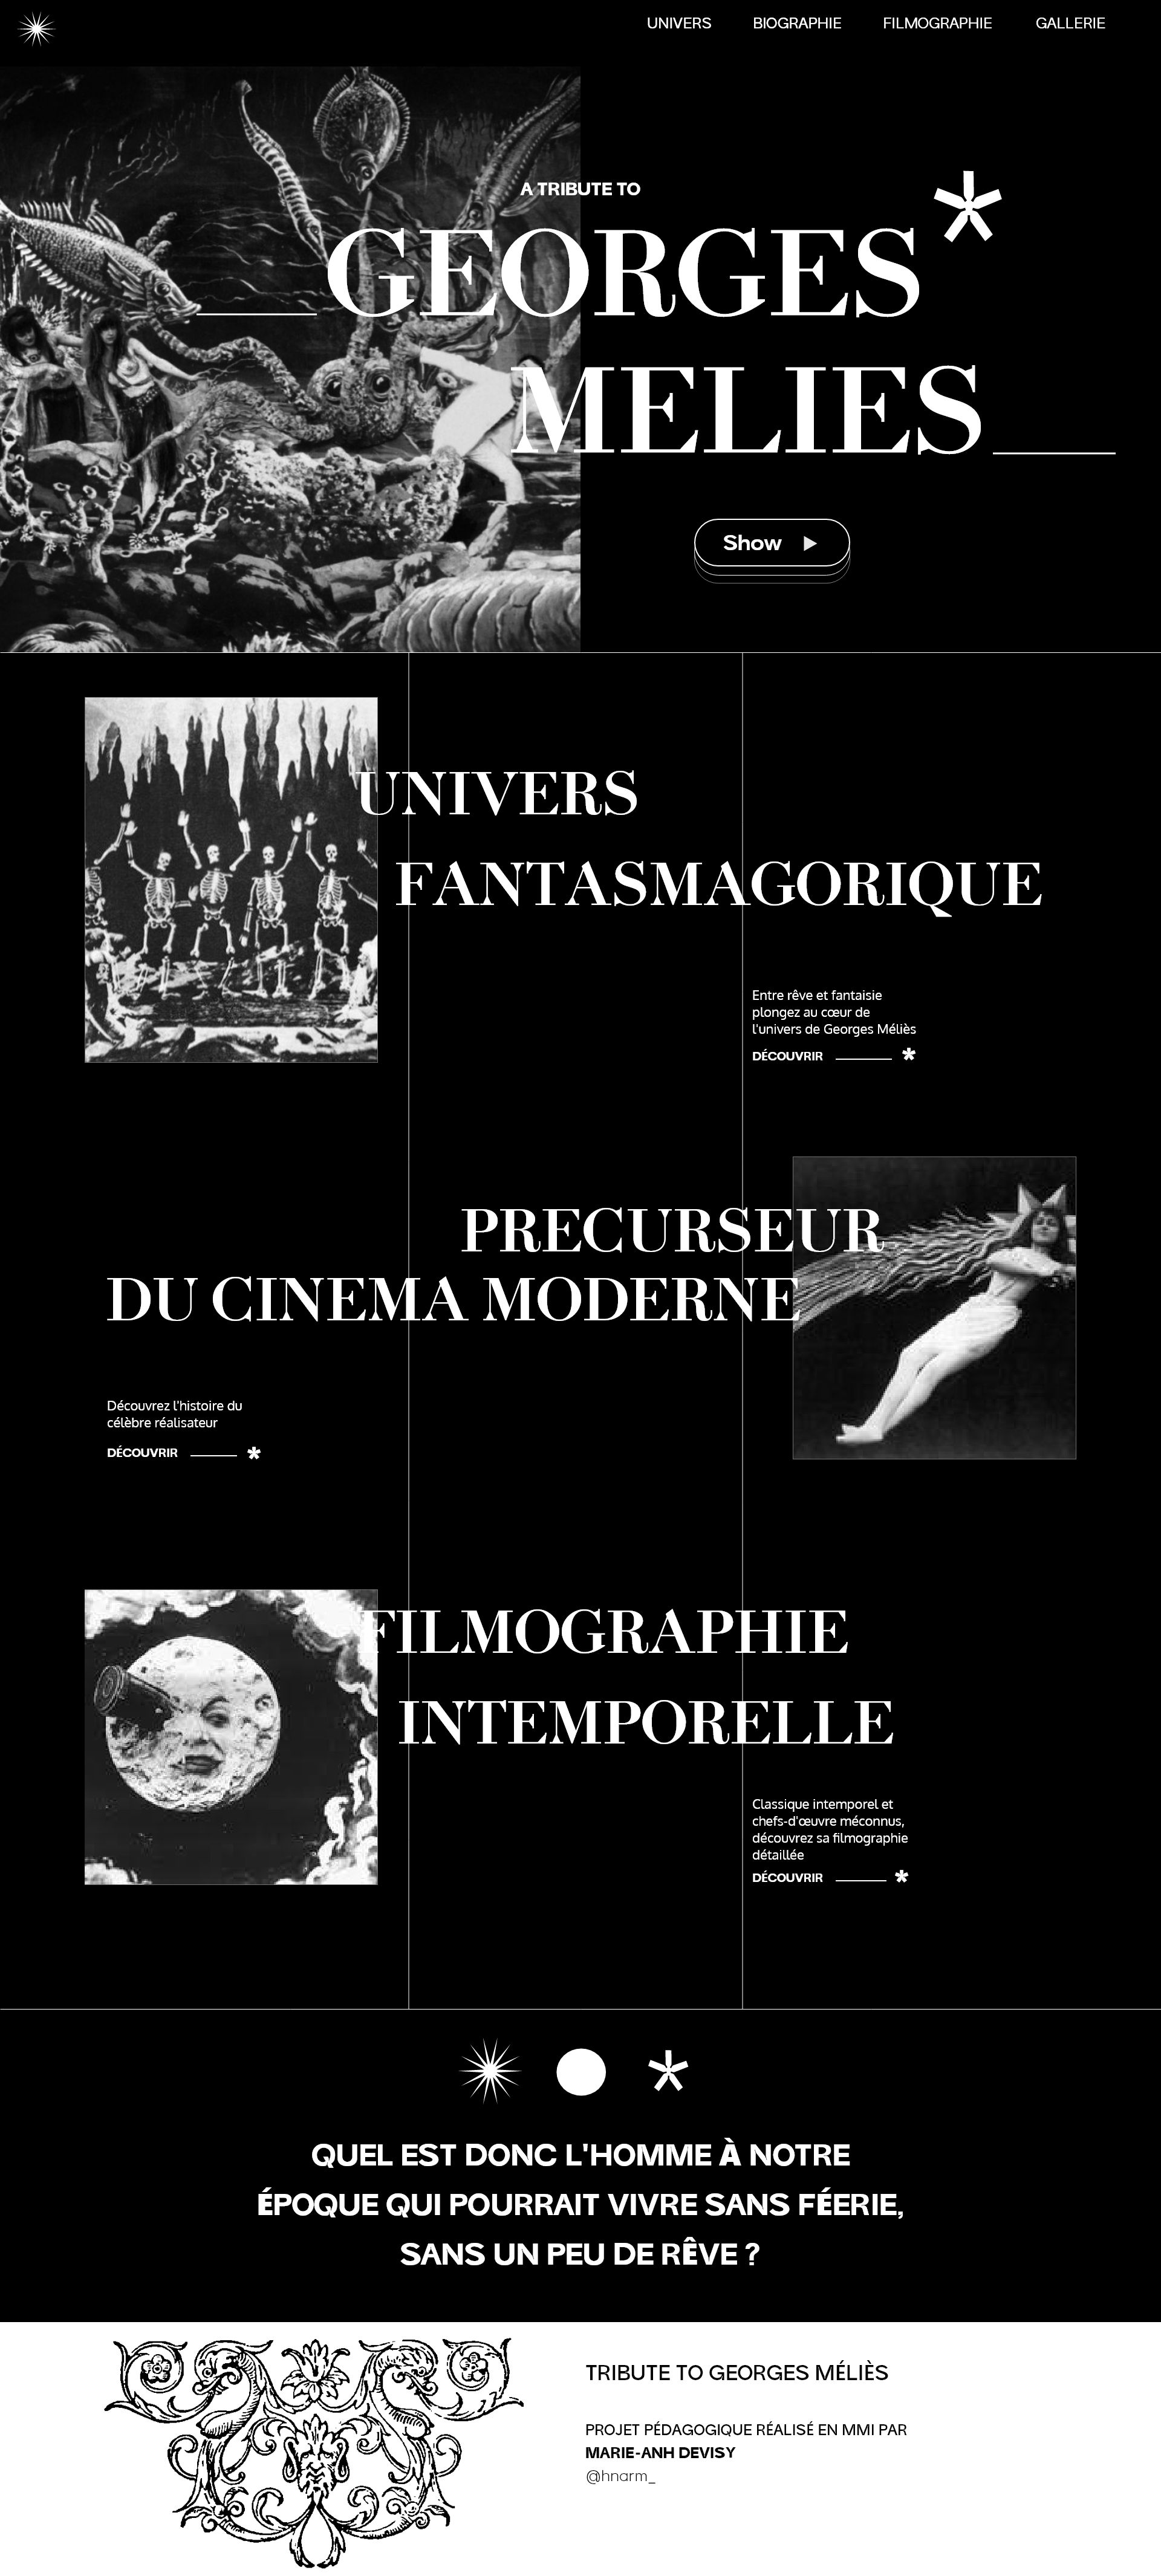 UNIVERS BIOGRAPHIE FILMOGRAPHIE GALLERIE
A TRIBUTE TO
GEORGES*
MELIES
Show
UNIVERS
FANTASMAGORIQUE
Entre rêve et fantaisie
plongez au cœur de
l'univers de Georges Méliès
DÉCOUVRIR *
PRECURSEUR
DU CINEMA MODERNE
Découvrez l'histoire du
célèbre réalisateur
DÉCOUVRIR *
FILMOGRAPHIE
INTEMPORELLE
Classique intemporel et
chefs-d'œuvre méconnus,
découvrez sa filmographie
détaillée
DÉCOUVRIR *
QUEL EST DONC L'HOMME À NOTRE
ÉPOQUE QUI POURRAIT VIVRE SANS FÉERIE,
SANS UN PEU DE RÊVE ?
TRIBUTE TO GEORGES MÉLIÈS
PROJET PÉDAGOGIQUE RÉALISÉ EN MMI PAR
MARIE-ANH DEVISY
@hnarm_